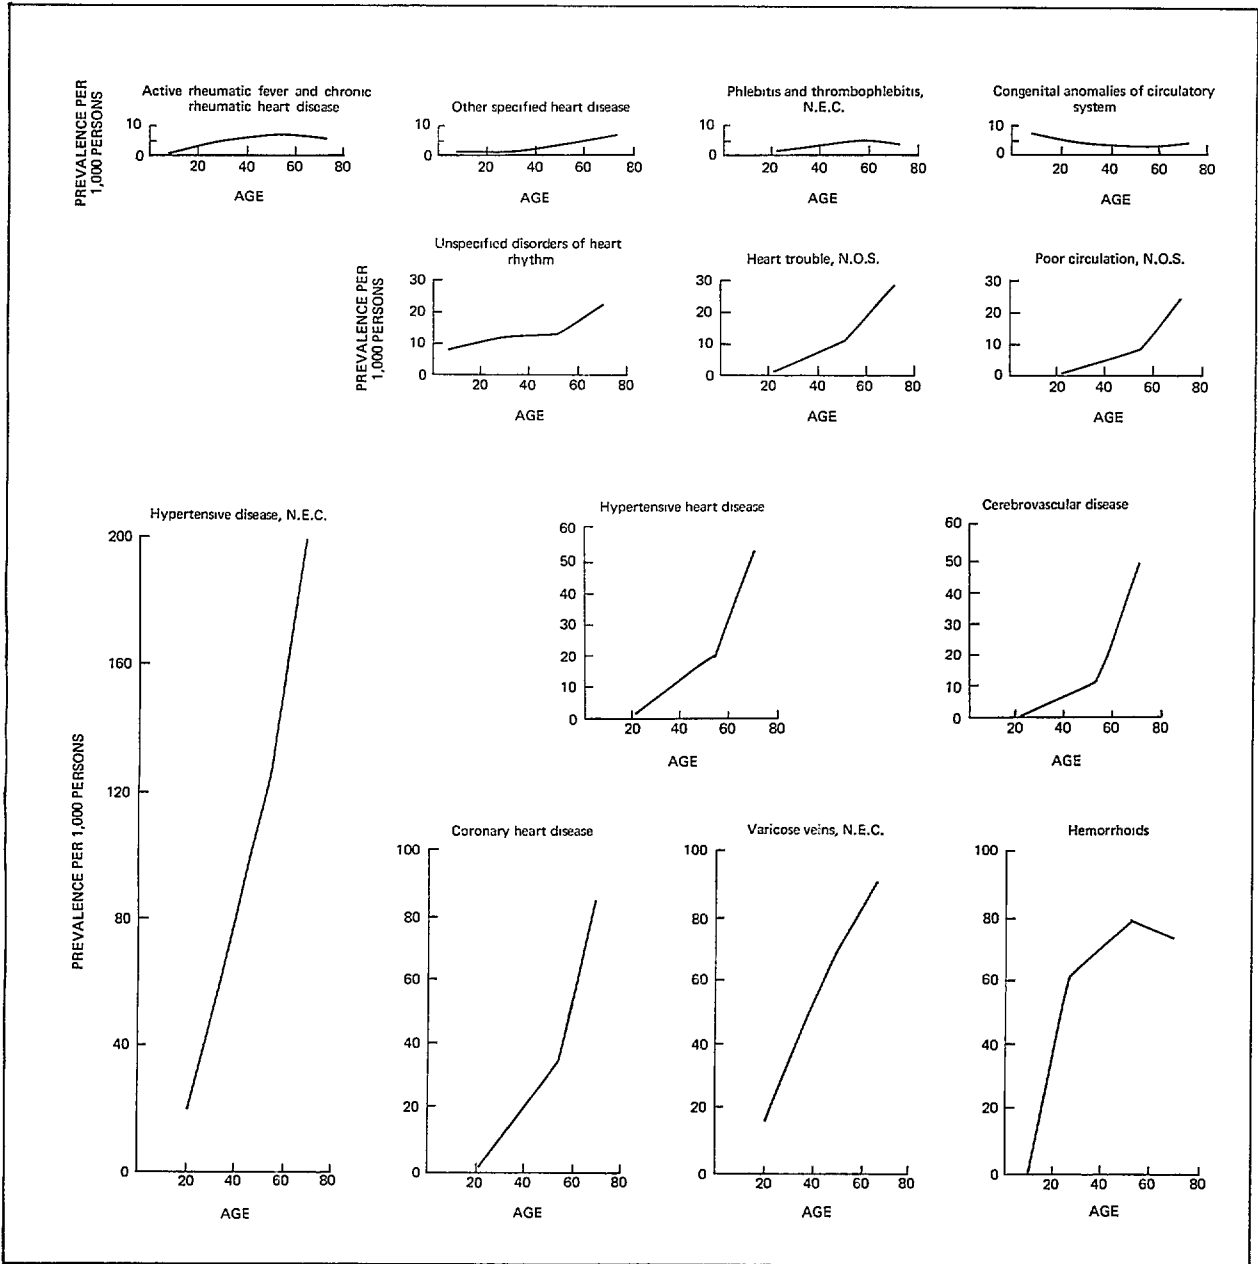 PREVALENCE PER
1,000 PERSONS
Active rheumatic fever and chronic
rheumatic heart disease
10
0
20 40 60 80
AGE
Other specified heart disease
10
0
20 40 60 80
AGE
Phlebitis and thrombophlebitis,
N.E.C.
10
0
20 40 60 80
AGE
Congenital anomalies of circulatory
system
10
0
20 40 60 80
AGE
PREVALENCE PER
1,000 PERSONS
Unspecified disorders of heart
rhythm
30
20
10
0
20 40 60 80
AGE
Heart trouble, N.O.S.
30
20
10
0
20 40 60 80
AGE
Poor circulation, N.O.S.
30
20
10
0
20 40 60 80
AGE
PREVALENCE PER 1,000 PERSONS
Hypertensive disease, N.E.C.
200
160
120
80
40
0
20 40 60 80
AGE
Hypertensive heart disease
60
50
40
30
20
10
0
20 40 60 80
AGE
Cerebrovascular disease
60
50
40
30
20
10
0
20 40 60 80
AGE
Coronary heart disease
100
80
60
40
20
0
20 40 60 80
AGE
Varicose veins, N.E.C.
100
80
60
40
20
0
20 40 60 80
AGE
Hemorrhoids
100
80
60
40
20
0
20 40 60 80
AGE